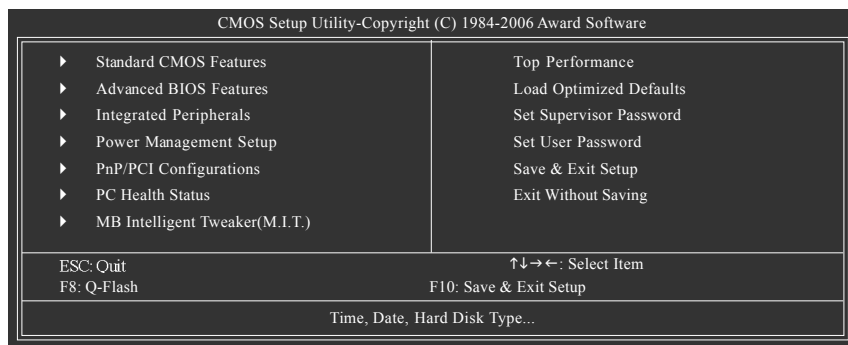 CMOS Setup Utility-Copyright (C) 1984-2006 Award Software
Standard CMOS Features
Advanced BIOS Features
Integrated Peripherals
Power Management Setup
PnP/PCI Configurations
PC Health Status
MB Intelligent Tweaker(M.I.T.)
Top Performance
Load Optimized Defaults
Set Supervisor Password
Set User Password
Save & Exit Setup
Exit Without Saving
ESC: Quit
↑↓→←: Select Item
F8: Q-Flash
F10: Save & Exit Setup
Time, Date, Hard Disk Type...